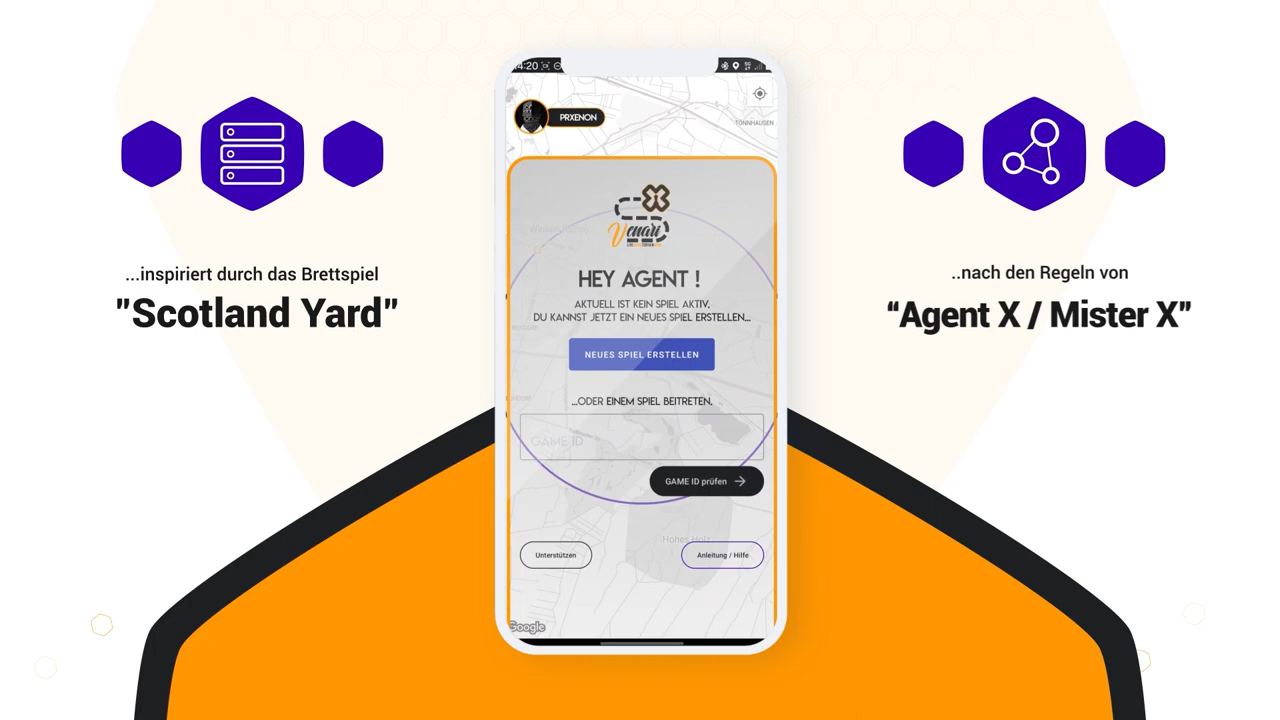 ...inspiriert durch das Brettspiel
"Scotland Yard"
4:20
PRXENON
TÖNNHAUSEN
Venari
HEY AGENT !
AKTUELL IST KEIN SPIEL AKTIV,
DU KANNST JETZT EIN NEUES SPIEL ERSTELLEN...
NEUES SPIEL ERSTELLEN
...ODER EINEM SPIEL BEITRETEN.
GAME ID
GAME ID prüfen
Hohes Holz
Unterstützen
Anleitung / Hilfe
Google
..nach den Regeln von
“Agent X / Mister X”